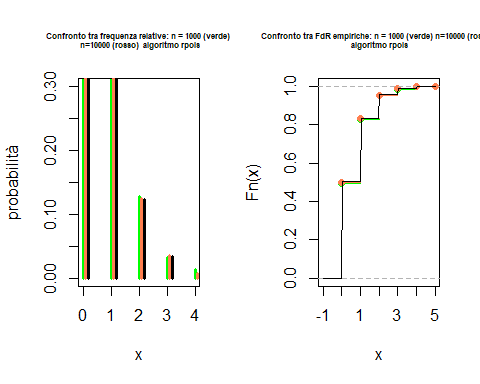 Confronto tra frequenza relative: n = 1000 (verde)
n=10000 (rosso) algoritmo rpois
probabilità
0.30
0.20
0.10
0.00
0 1 2 3 4
x
Confronto tra FdR empiriche: n = 1000 (verde) n=10000 (ros
algoritmo rpois
Fn(x)
1.0
0.8
0.6
0.4
0.2
0.0
-1 1 3 5
x